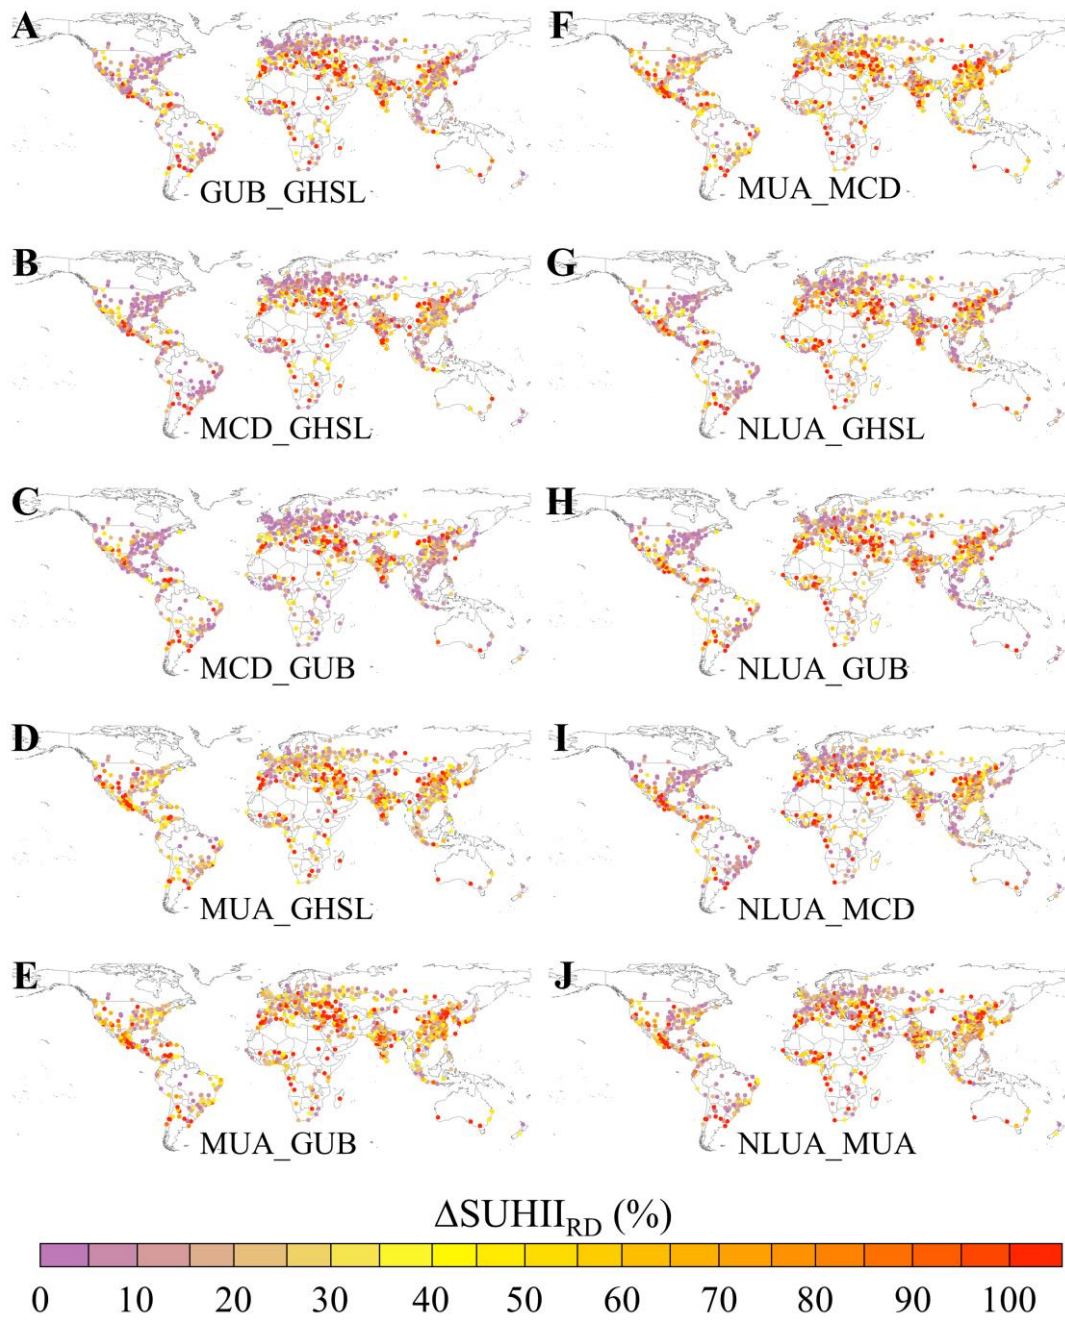 A
F
GUB_GHSL
MUA_MCD
B
G
MCD_GHSL
NLUA_GHSL
C
H
MCD_GUB
NLUA_GUB
D
I
MUA_GHSL
NLUA_MCD
E
J
MUA_GUB
NLUA_MUA
ΔSUHII_RD (%)
0 10 20 30 40 50 60 70 80 90 100